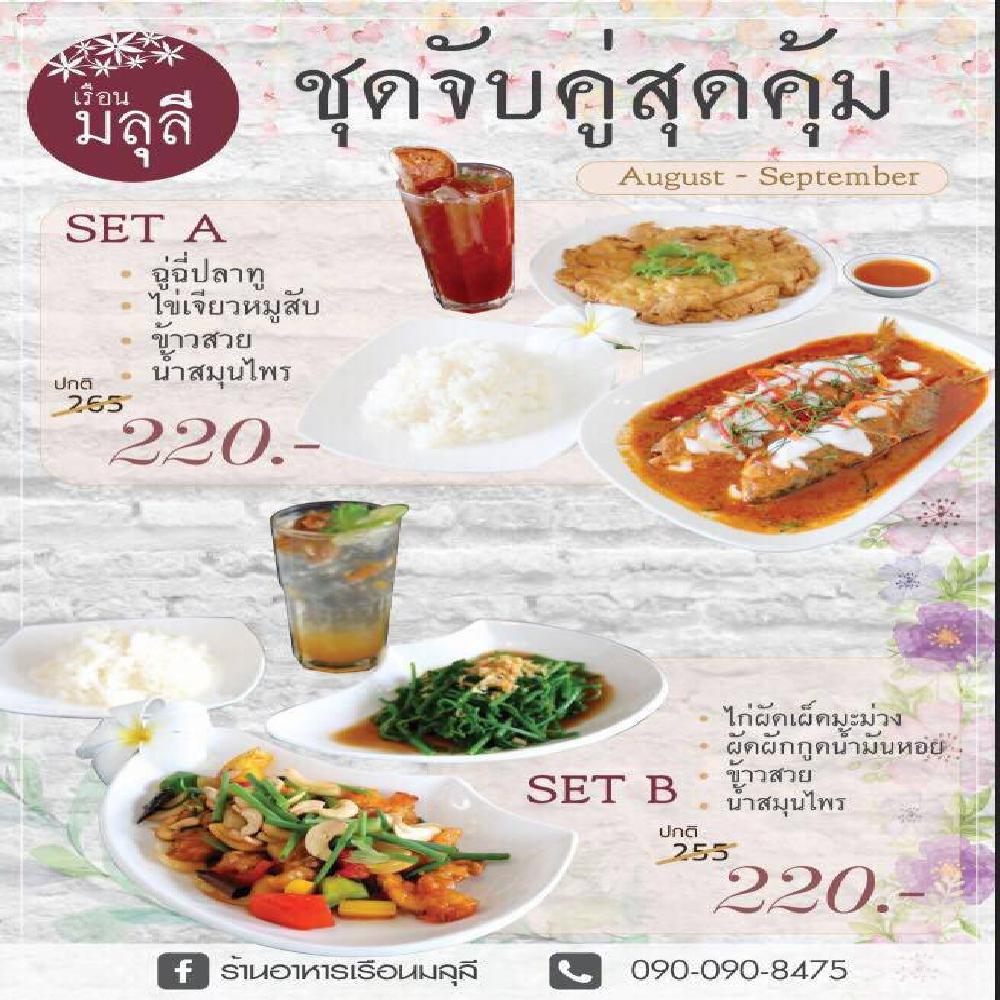 เรือน
มลุลี
ชุดจับคู่สุดคุ้ม
August - September
SET A
• ฉู่ฉี่ปลาทู
• ไข่เจียวหมูสับ
• ข้าวสวย
• น้ำสมุนไพร
ปกติ
265
220.-
• ไก่ผัดเผ็ดมะม่วง
• ผัดผักกูดน้ำมันหอย
• ข้าวสวย
• น้ำสมุนไพร
SET B
ปกติ
255
220.-
ร้านอาหารเรือนมลุลี
090-090-8475